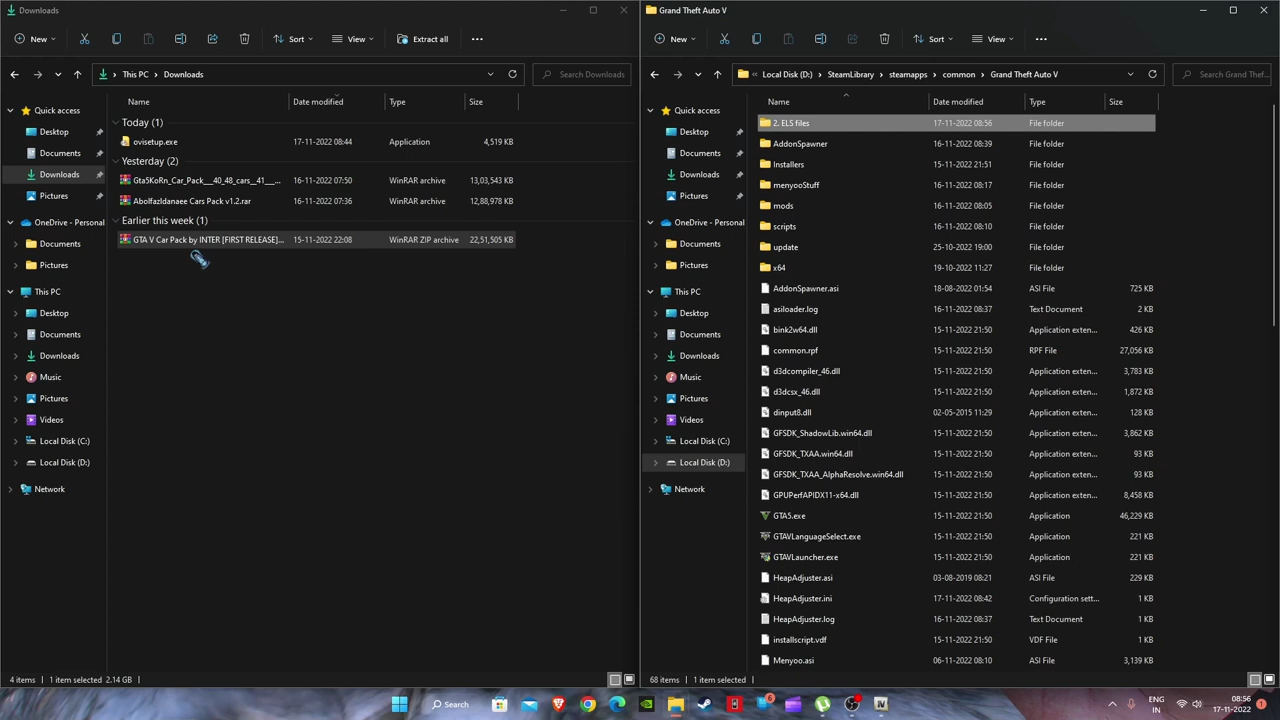 Downloads
New
Sort
View
Extract all
This PC
Downloads
Search Downloads
Quick access
Desktop
Documents
Downloads
Pictures
OneDrive - Personal
Documents
Pictures
This PC
Desktop
Documents
Downloads
Music
Pictures
Videos
Local Disk (C:)
Local Disk (D:)
Network
Name Date modified Type Size
Today (1)
ovisetup.exe 17-11-2022 08:44 Application 4,519 KB
Yesterday (2)
Gta5KoRn_Car_Pack__40_48_cars__41__... 16-11-2022 07:50 WinRAR archive 13,03,543 KB
Abolfazldanaee Cars Pack v1.2.rar 16-11-2022 07:36 WinRAR archive 12,88,978 KB
Earlier this week (1)
GTA V Car Pack by INTER [FIRST RELEASE]... 15-11-2022 22:08 WinRAR ZIP archive 22,51,505 KB
4 items 1 item selected 2.14 GB
Grand Theft Auto V
New
Sort
View
Local Disk (D:)
SteamLibrary
steamapps
common
Grand Theft Auto V
Search Grand Thef...
Quick access
Desktop
Documents
Downloads
Pictures
OneDrive - Personal
Documents
Pictures
This PC
Desktop
Documents
Downloads
Music
Pictures
Videos
Local Disk (C:)
Local Disk (D:)
Network
Name Date modified Type Size
2. ELS files 17-11-2022 08:56 File folder
AddonSpawner 16-11-2022 08:39 File folder
Installers 15-11-2022 21:51 File folder
menyooStuff 16-11-2022 08:04 File folder
mods 16-11-2022 08:05 File folder
scripts 15-11-2022 22:01 File folder
update 25-10-2022 19:00 File folder
x64 19-10-2022 11:27 File folder
AddonSpawner.asi 18-08-2022 01:54 ASI File 725 KB
asiloader.log 16-11-2022 08:37 Text Document 2 KB
bink2w64.dll 15-11-2022 21:50 Application exten... 426 KB
common.rpf 15-11-2022 21:50 RPF File 27,056 KB
d3dcompiler_46.dll 15-11-2022 21:50 Application exten... 3,783 KB
d3dcsx_46.dll 15-11-2022 21:50 Application exten... 1,872 KB
dinput8.dll 02-05-2015 11:29 Application exten... 128 KB
GFSDK_ShadowLib.win64.dll 15-11-2022 21:50 Application exten... 3,862 KB
GFSDK_TXAA.win64.dll 15-11-2022 21:50 Application exten... 93 KB
GFSDK_TXAA_AlphaResolve.win64.dll 15-11-2022 21:50 Application exten... 93 KB
GPUPerfAPIDX11-x64.dll 15-11-2022 21:50 Application exten... 8,458 KB
GTA5.exe 15-11-2022 21:50 Application 46,229 KB
GTAVLanguageSelect.exe 15-11-2022 21:50 Application 221 KB
GTAVLauncher.exe 15-11-2022 21:50 Application 221 KB
HeapAdjuster.asi 03-08-2019 08:21 ASI File 229 KB
HeapAdjuster.ini 17-11-2022 08:42 Configuration sett... 1 KB
HeapAdjuster.log 16-11-2022 08:37 Text Document 1 KB
installscript.vdf 15-11-2022 21:50 VDF File 1 KB
Menyoo.asi 06-11-2022 08:10 ASI File 3,139 KB
68 items 1 item selected
Search
6
ENG
IN
08:56
17-11-2022